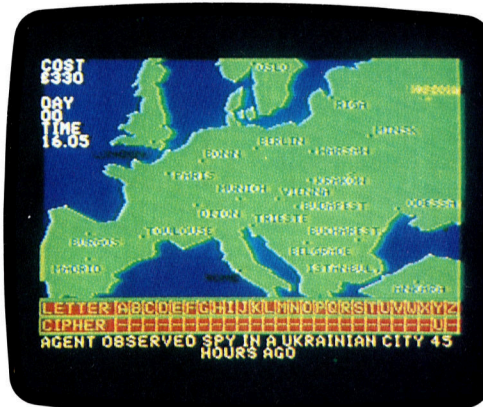 COST
£330
DAY
00
TIME
16.05
OSLO
RIGA
MINSK
BERLIN
WARSAW
BONN
PARIS
KRAKOW
MUNICH
VIENNA
BUDAPEST
ODESSA
DIJON
TRIESTE
TOULOUSE
BUCHAREST
BURGOS
BELGRADE
MADRID
ISTANBUL
ANKARA
LETTER A B C D E F G H I J K L M N O P Q R S T U V W X Y Z
CIPHER - - - - - - - - - - - - - - - - - - - - - - - - U -
AGENT OBSERVED SPY IN A UKRAINIAN CITY 45
HOURS AGO